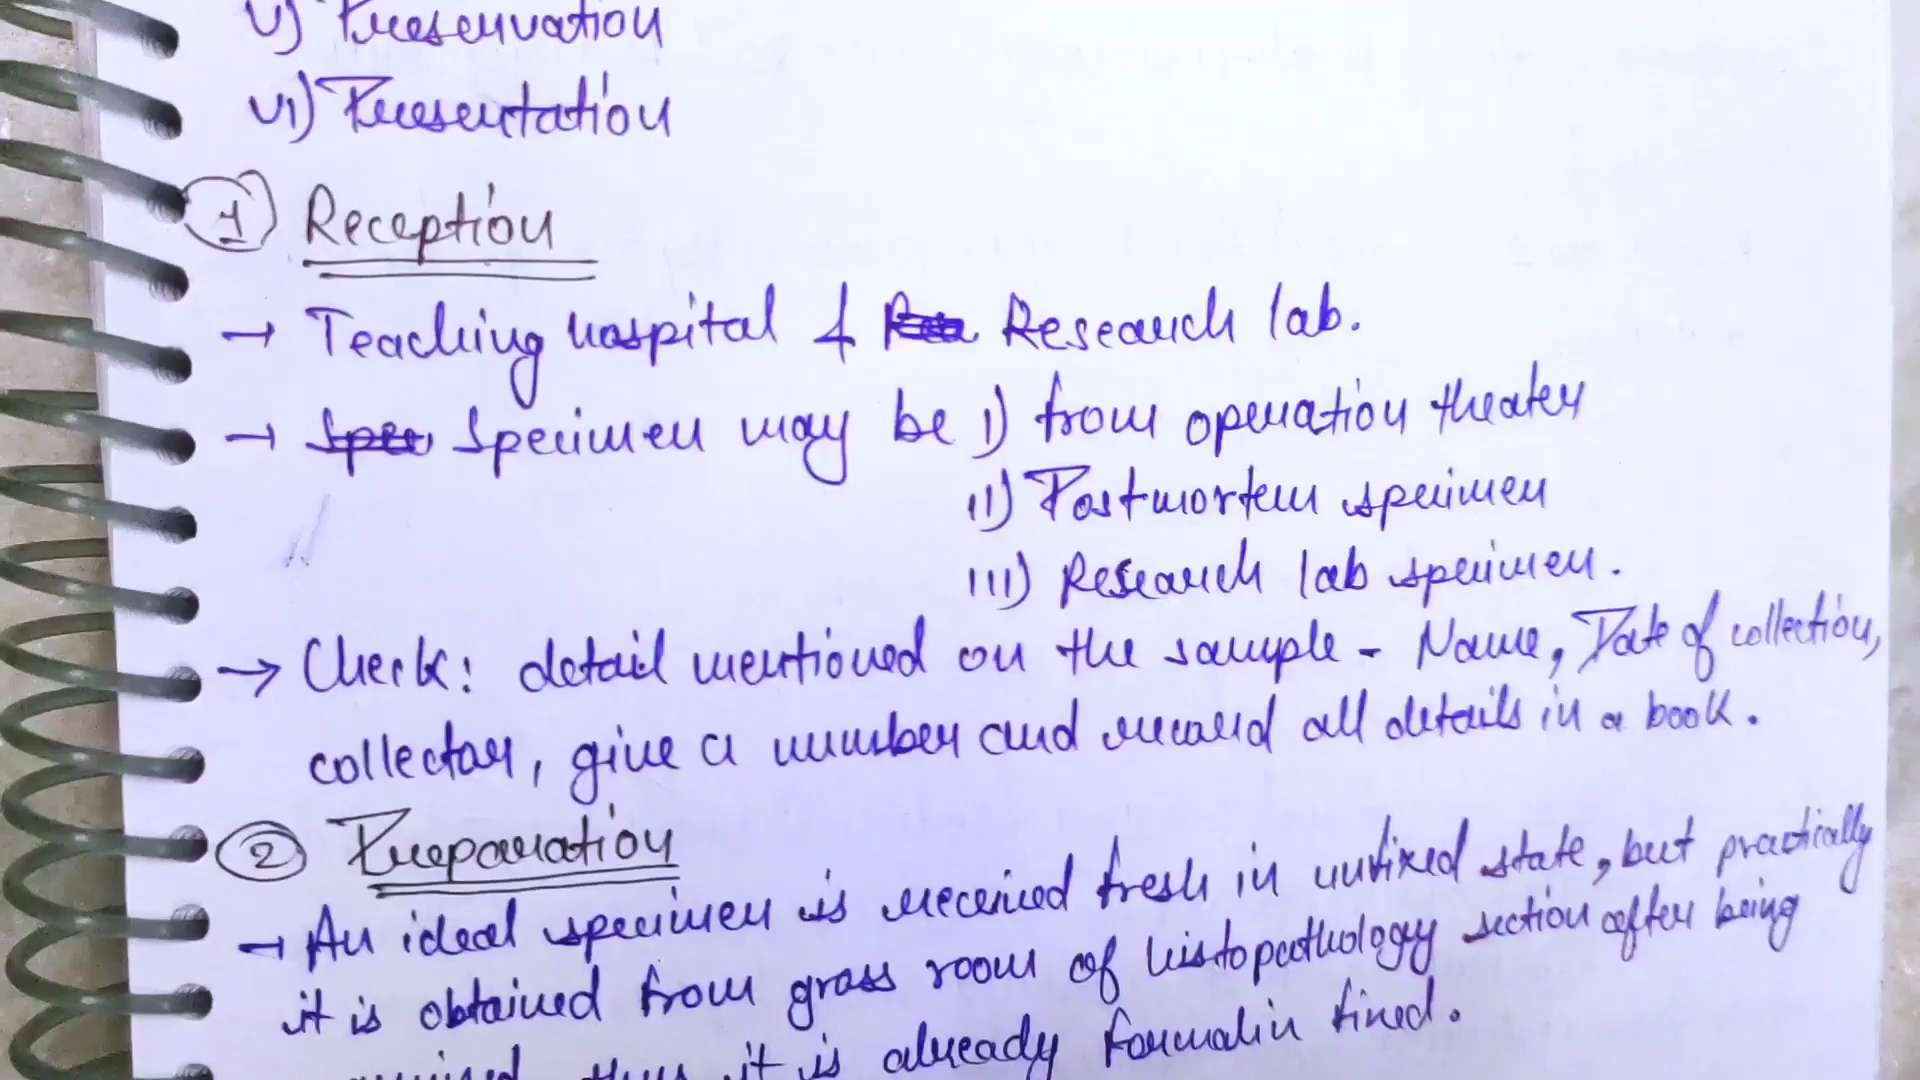 V) Preservation
VI) Presentation
1 Reception
→ Teaching hospital & Research lab.
→ specimen may be I) from operation theater
II) Postmortem specimen
III) Research lab specimen.
→ Check: detail mentioned on the sample - Name, Date of collection,
collector, give a number and record all details in a book.
2 Preparation
→ An ideal specimen is received fresh in unfixed state, but practically
it is obtained from gross room of histopathology section after being
thus it is already formalin fixed.